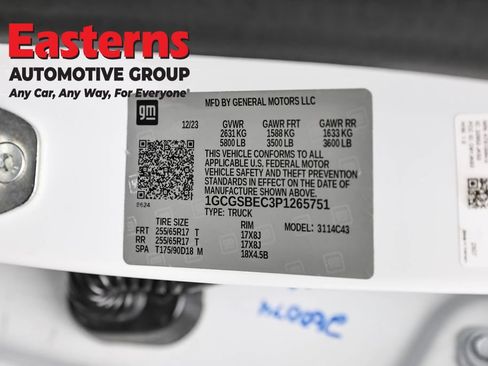 Easterns
AUTOMOTIVE GROUP
Any Car, Any Way, For Everyone®
gm
MFD BY GENERAL MOTORS LLC
12/23 GVWR GAWR FRT GAWR RR
2631 KG 1588 KG 1633 KG
5800 LB 3500 LB 3600 LB
THIS VEHICLE CONFORMS TO ALL
APPLICABLE U.S. FEDERAL MOTOR
VEHICLE SAFETY AND THEFT PREVENTION
STANDARDS IN EFFECT ON THE DATE OF
MANUFACTURE SHOWN ABOVE.
1GCGSBEC3P1265751
TYPE: TRUCK
TIRE SIZE RIM MODEL: 3114C43
FRT 255/65R17 T 17X8J
RR 255/65R17 T 17X8J
SPA T175/90D18 M 18X4.5B